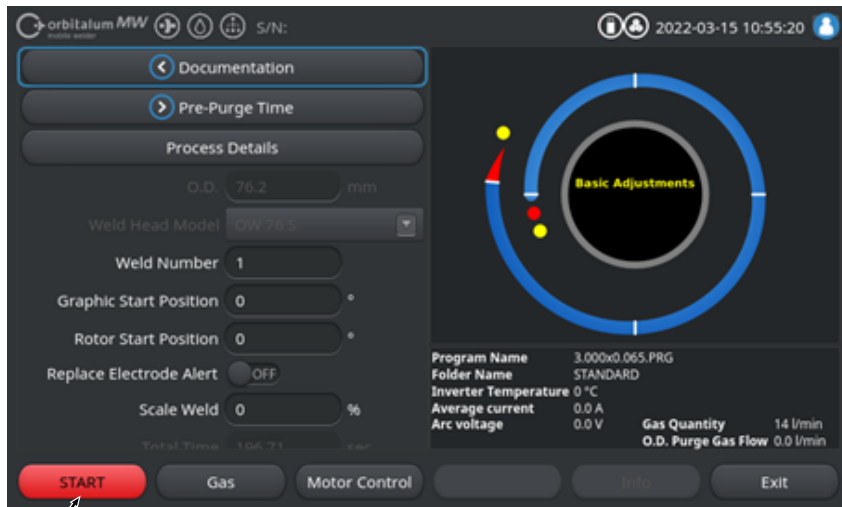 orbitalum MW S/N: 2022-03-15 10:55:20
mobile welder
Documentation
Pre-Purge Time
Process Details
O.D. 76.2 mm
Weld Head Model OW 76 S
Weld Number 1
Graphic Start Position 0 °
Rotor Start Position 0 °
Replace Electrode Alert OFF
Scale Weld 0 %
Total Time 196.71 sec
Basic Adjustments
Program Name 3.000x0.065.PRG
Folder Name STANDARD
Inverter Temperature 0 °C
Average current 0.0 A
Arc voltage 0.0 V Gas Quantity 14 l/min
O.D. Purge Gas Flow 0.0 l/min
START Gas Motor Control Info Exit